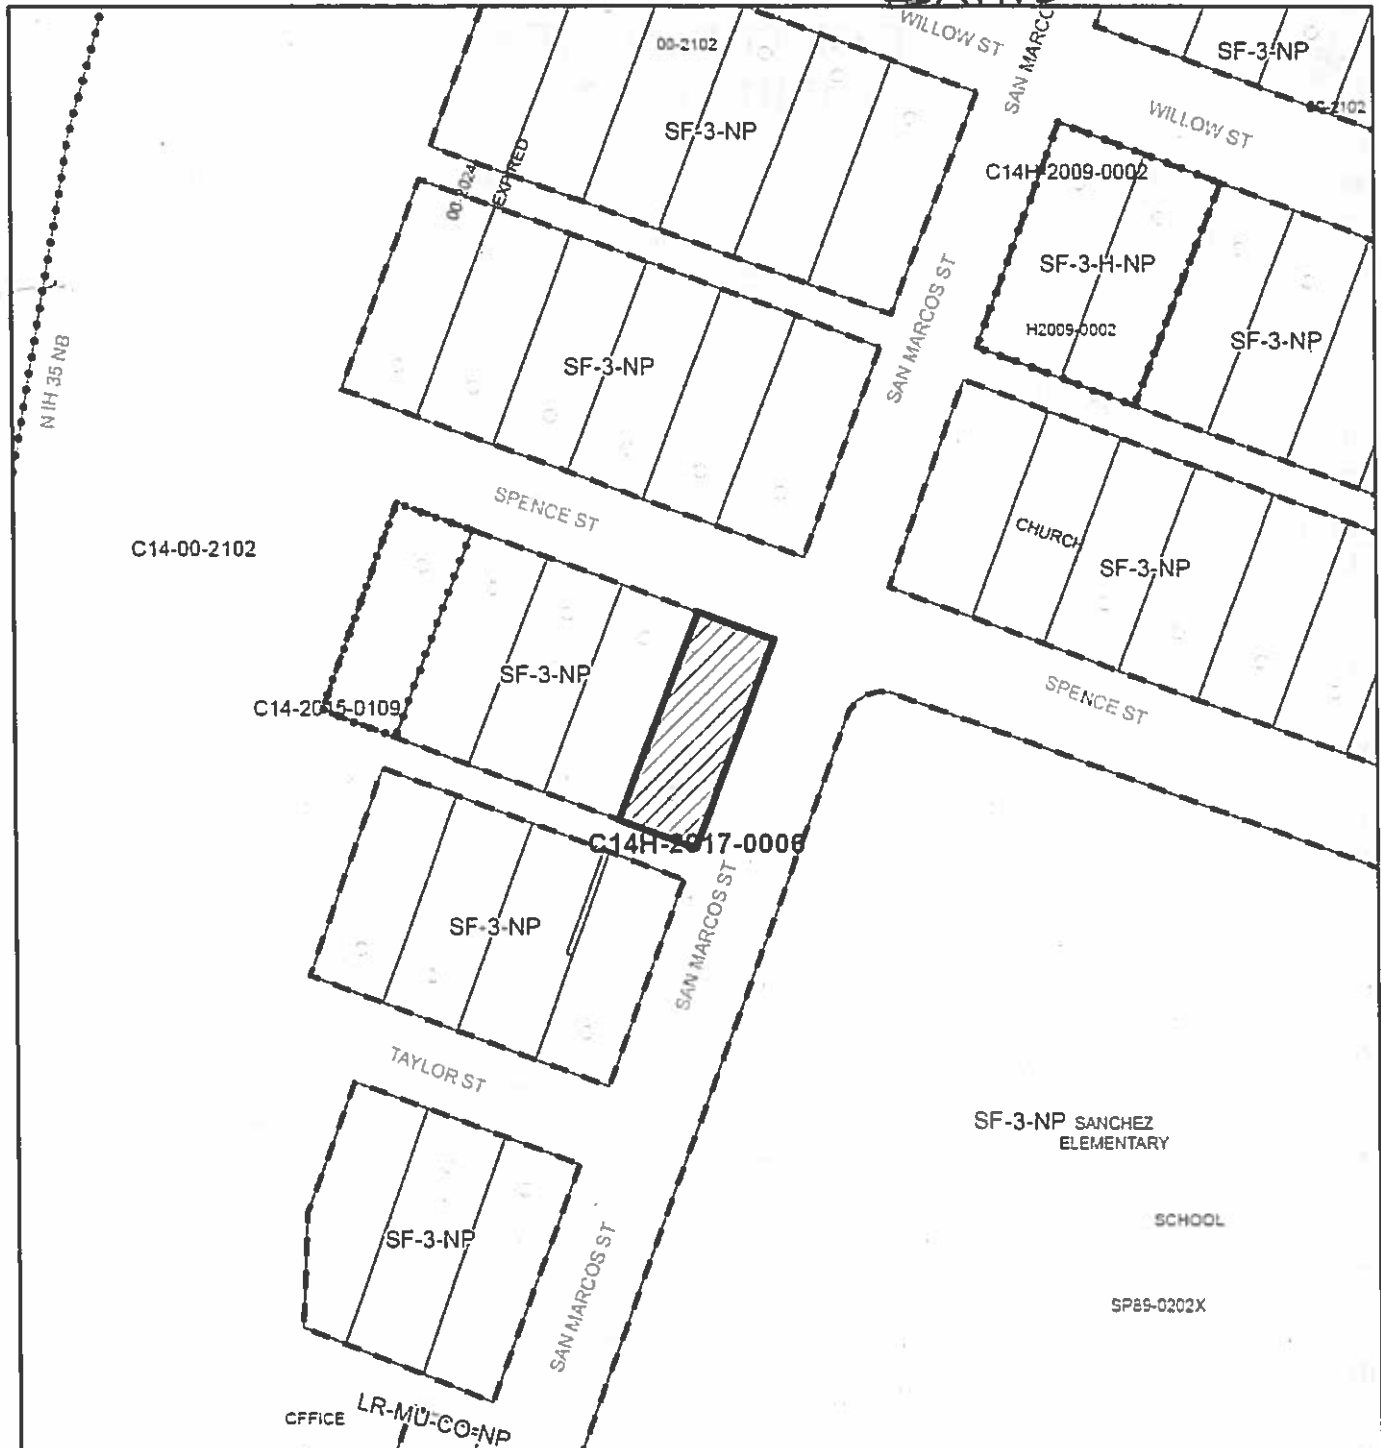 WILLOW ST
SAN MARCO
00-2102
SF-3-NP
SF-3-NP
WILLOW ST
C14H-2009-0002
00-2024
EXPIRED
SF-3-H-NP
H2009-0002
SAN MARCOS ST
SF-3-NP
SF-3-NP
N IH 35 NB
SPENCE ST
CHURCH
SF-3-NP
C14-00-2102
SF-3-NP
C14-2015-0109
SPENCE ST
C14H-2017-0006
SAN MARCOS ST
SF-3-NP
TAYLOR ST
SF-3-NP
SANCHEZ
ELEMENTARY
SCHOOL
SF-3-NP
SAN MARCOS ST
SP89-0202X
OFFICE
LR-MU-CO-NP